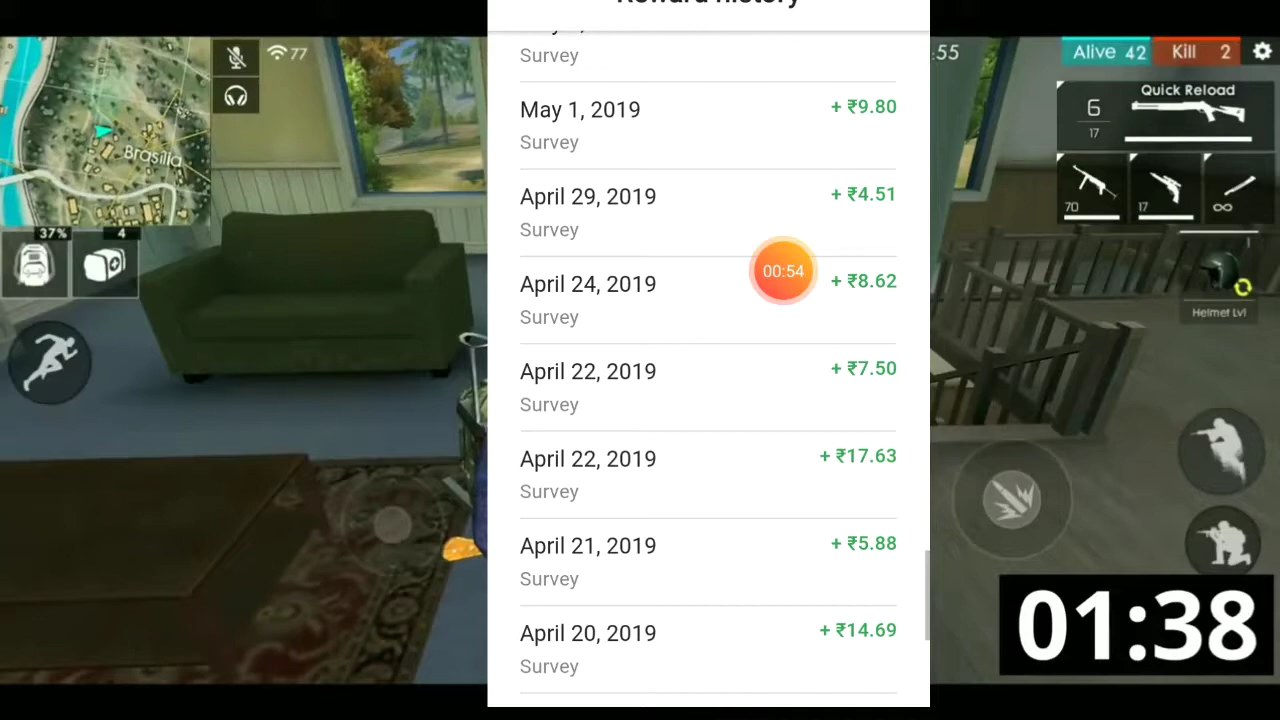 Reward history
Survey
May 1, 2019
+ ₹9.80
Survey
April 29, 2019
+ ₹4.51
Survey
April 24, 2019
+ ₹8.62
Survey
April 22, 2019
+ ₹7.50
Survey
April 22, 2019
+ ₹17.63
Survey
April 21, 2019
+ ₹5.88
Survey
April 20, 2019
+ ₹14.69
Survey
00:54
77
Brasilia
37%
4
:55
Alive 42
Kill 2
Quick Reload
6
17
70
17
∞
Helmet Lvl
01:38